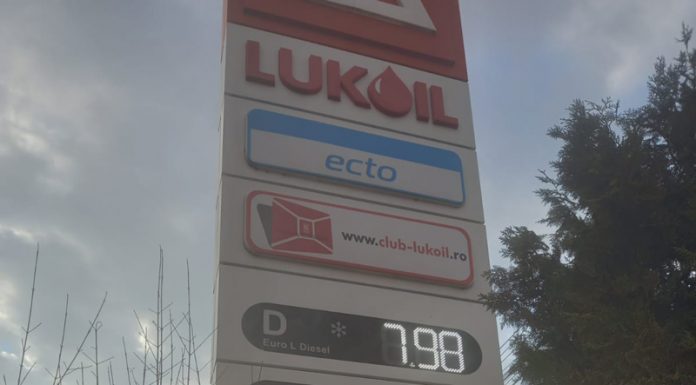 LUKOIL
ecto
www.club-lukoil.ro
D * 7.98
Euro L Diesel